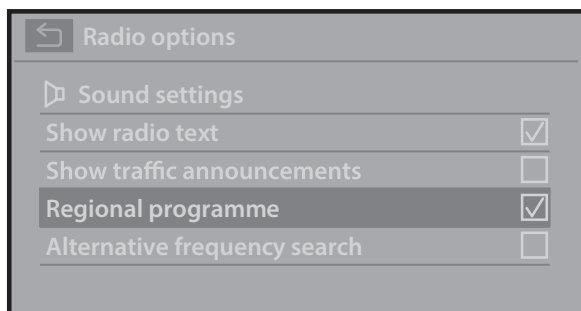 Radio options
Sound settings
Show radio text
Show traffic announcements
Regional programme
Alternative frequency search